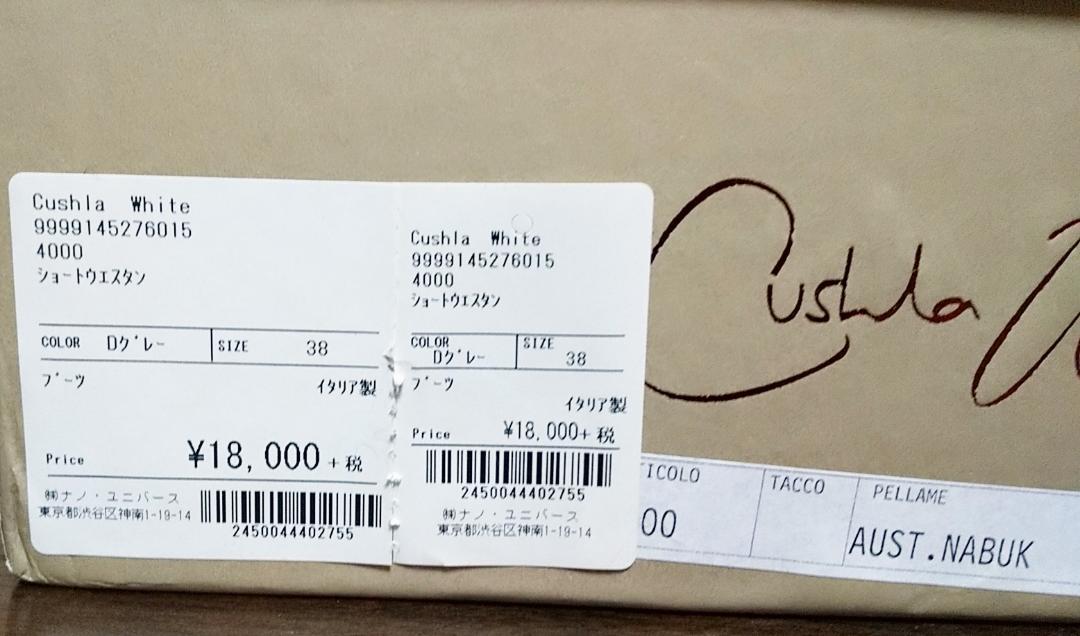 Cushla White
9999145276015
4000
ショートウエスタン
COLOR Dグレー SIZE 38
ブーツ
イタリア製
Price ¥18,000+税
㈱ナノ・ユニバース
東京都渋谷区神南1-19-14
2450044402755
Cushla White
9999145276015
4000
ショートウエスタン
COLOR Dグレー SIZE 38
ブーツ
イタリア製
Price ¥18,000+税
2450044402755
㈱ナノ・ユニバース
東京都渋谷区神南1-19-14
Cushla
ICOLO TACCO PELLAME
00 AUST.NABUK